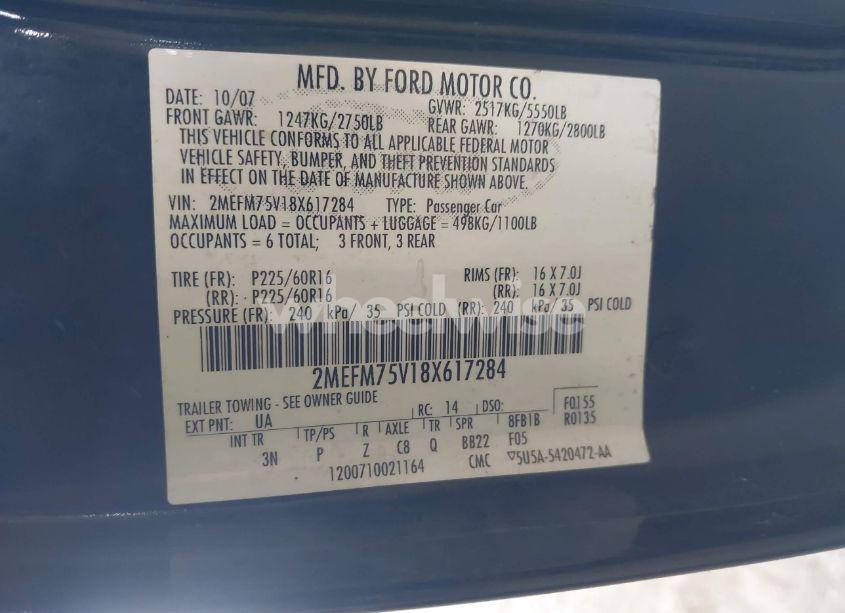 MFD. BY FORD MOTOR CO.
DATE: 10/07 GVWR: 2517KG/5550LB
FRONT GAWR: 1247KG/2750LB REAR GAWR: 1270KG/2800LB
THIS VEHICLE CONFORMS TO ALL APPLICABLE FEDERAL MOTOR
VEHICLE SAFETY, BUMPER, AND THEFT PREVENTION STANDARDS
IN EFFECT ON THE DATE OF MANUFACTURE SHOWN ABOVE.
VIN: 2MEFM75V18X617284 TYPE: Passenger Car
MAXIMUM LOAD = OCCUPANTS + LUGGAGE = 498KG/1100LB
OCCUPANTS = 6 TOTAL; 3 FRONT, 3 REAR
TIRE (FR): P225/60R16 RIMS (FR): 16 X 7.0J
(RR): P225/60R16 (RR): 16 X 7.0J
PRESSURE (FR): 240 kPa/ 35 PSI COLD (RR): 240 kPa/ 35 PSI COLD
wheelwise
2MEFM75V18X617284
TRAILER TOWING - SEE OWNER GUIDE
EXT PNT: UA RC: 14 DSO: FO155
INT TR TP/PS R AXLE TR SPR 8FB1B R0135
3N P Z C8 Q BB22 F05
1200710021164 CMC ▽5U5A-5420472-AA